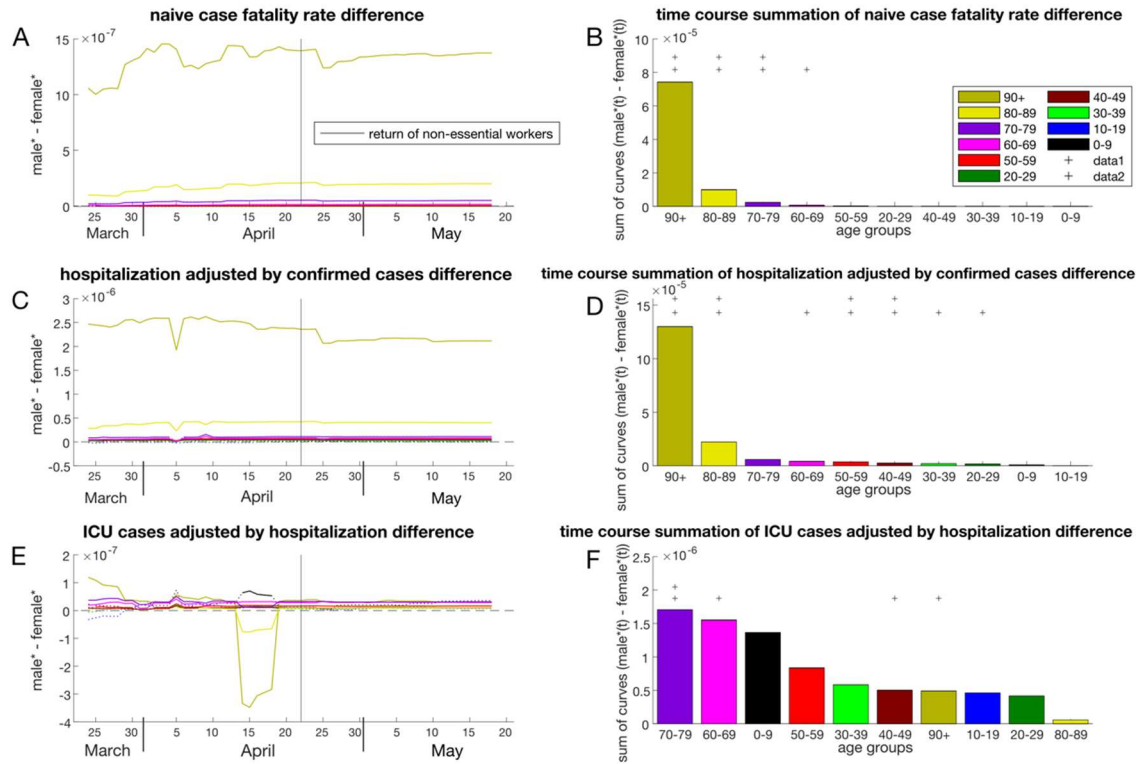 naive case fatality rate difference
A
×10⁻⁷
15
10
5
0
male* - female*
return of non-essential workers
25 30 5 10 15 20 25 30 5 10 15 20
March April May
time course summation of naive case fatality rate difference
B
×10⁻⁵
10
8
6
4
2
0
sum of curves (male*(t) - female*(t))
+ + +
+ + + +
90+ 40-49
80-89 30-39
70-79 10-19
60-69 0-9
50-59 + data1
20-29 + data2
90+ 80-89 70-79 60-69 50-59 20-29 40-49 30-39 10-19 0-9
age groups
hospitalization adjusted by confirmed cases difference
C
×10⁻⁶
3
2.5
2
1.5
1
0.5
0
-0.5
male* - female*
25 30 5 10 15 20 25 30 5 10 15 20
March April May
time course summation of hospitalization adjusted by confirmed cases difference
D
×10⁻⁵
15
10
5
0
sum of curves (male*(t) - female*(t))
+ + + +
+ + + + + + +
90+ 80-89 70-79 60-69 50-59 40-49 30-39 20-29 0-9 10-19
age groups
ICU cases adjusted by hospitalization difference
E
×10⁻⁷
2
1
0
-1
-2
-3
-4
male* - female*
25 30 5 10 15 20 25 30 5 10 15 20
March April May
time course summation of ICU cases adjusted by hospitalization difference
F
×10⁻⁶
2.5
2
1.5
1
0.5
0
sum of curves (male*(t) - female*(t))
+
+ + + +
70-79 60-69 0-9 50-59 30-39 40-49 90+ 10-19 20-29 80-89
age groups